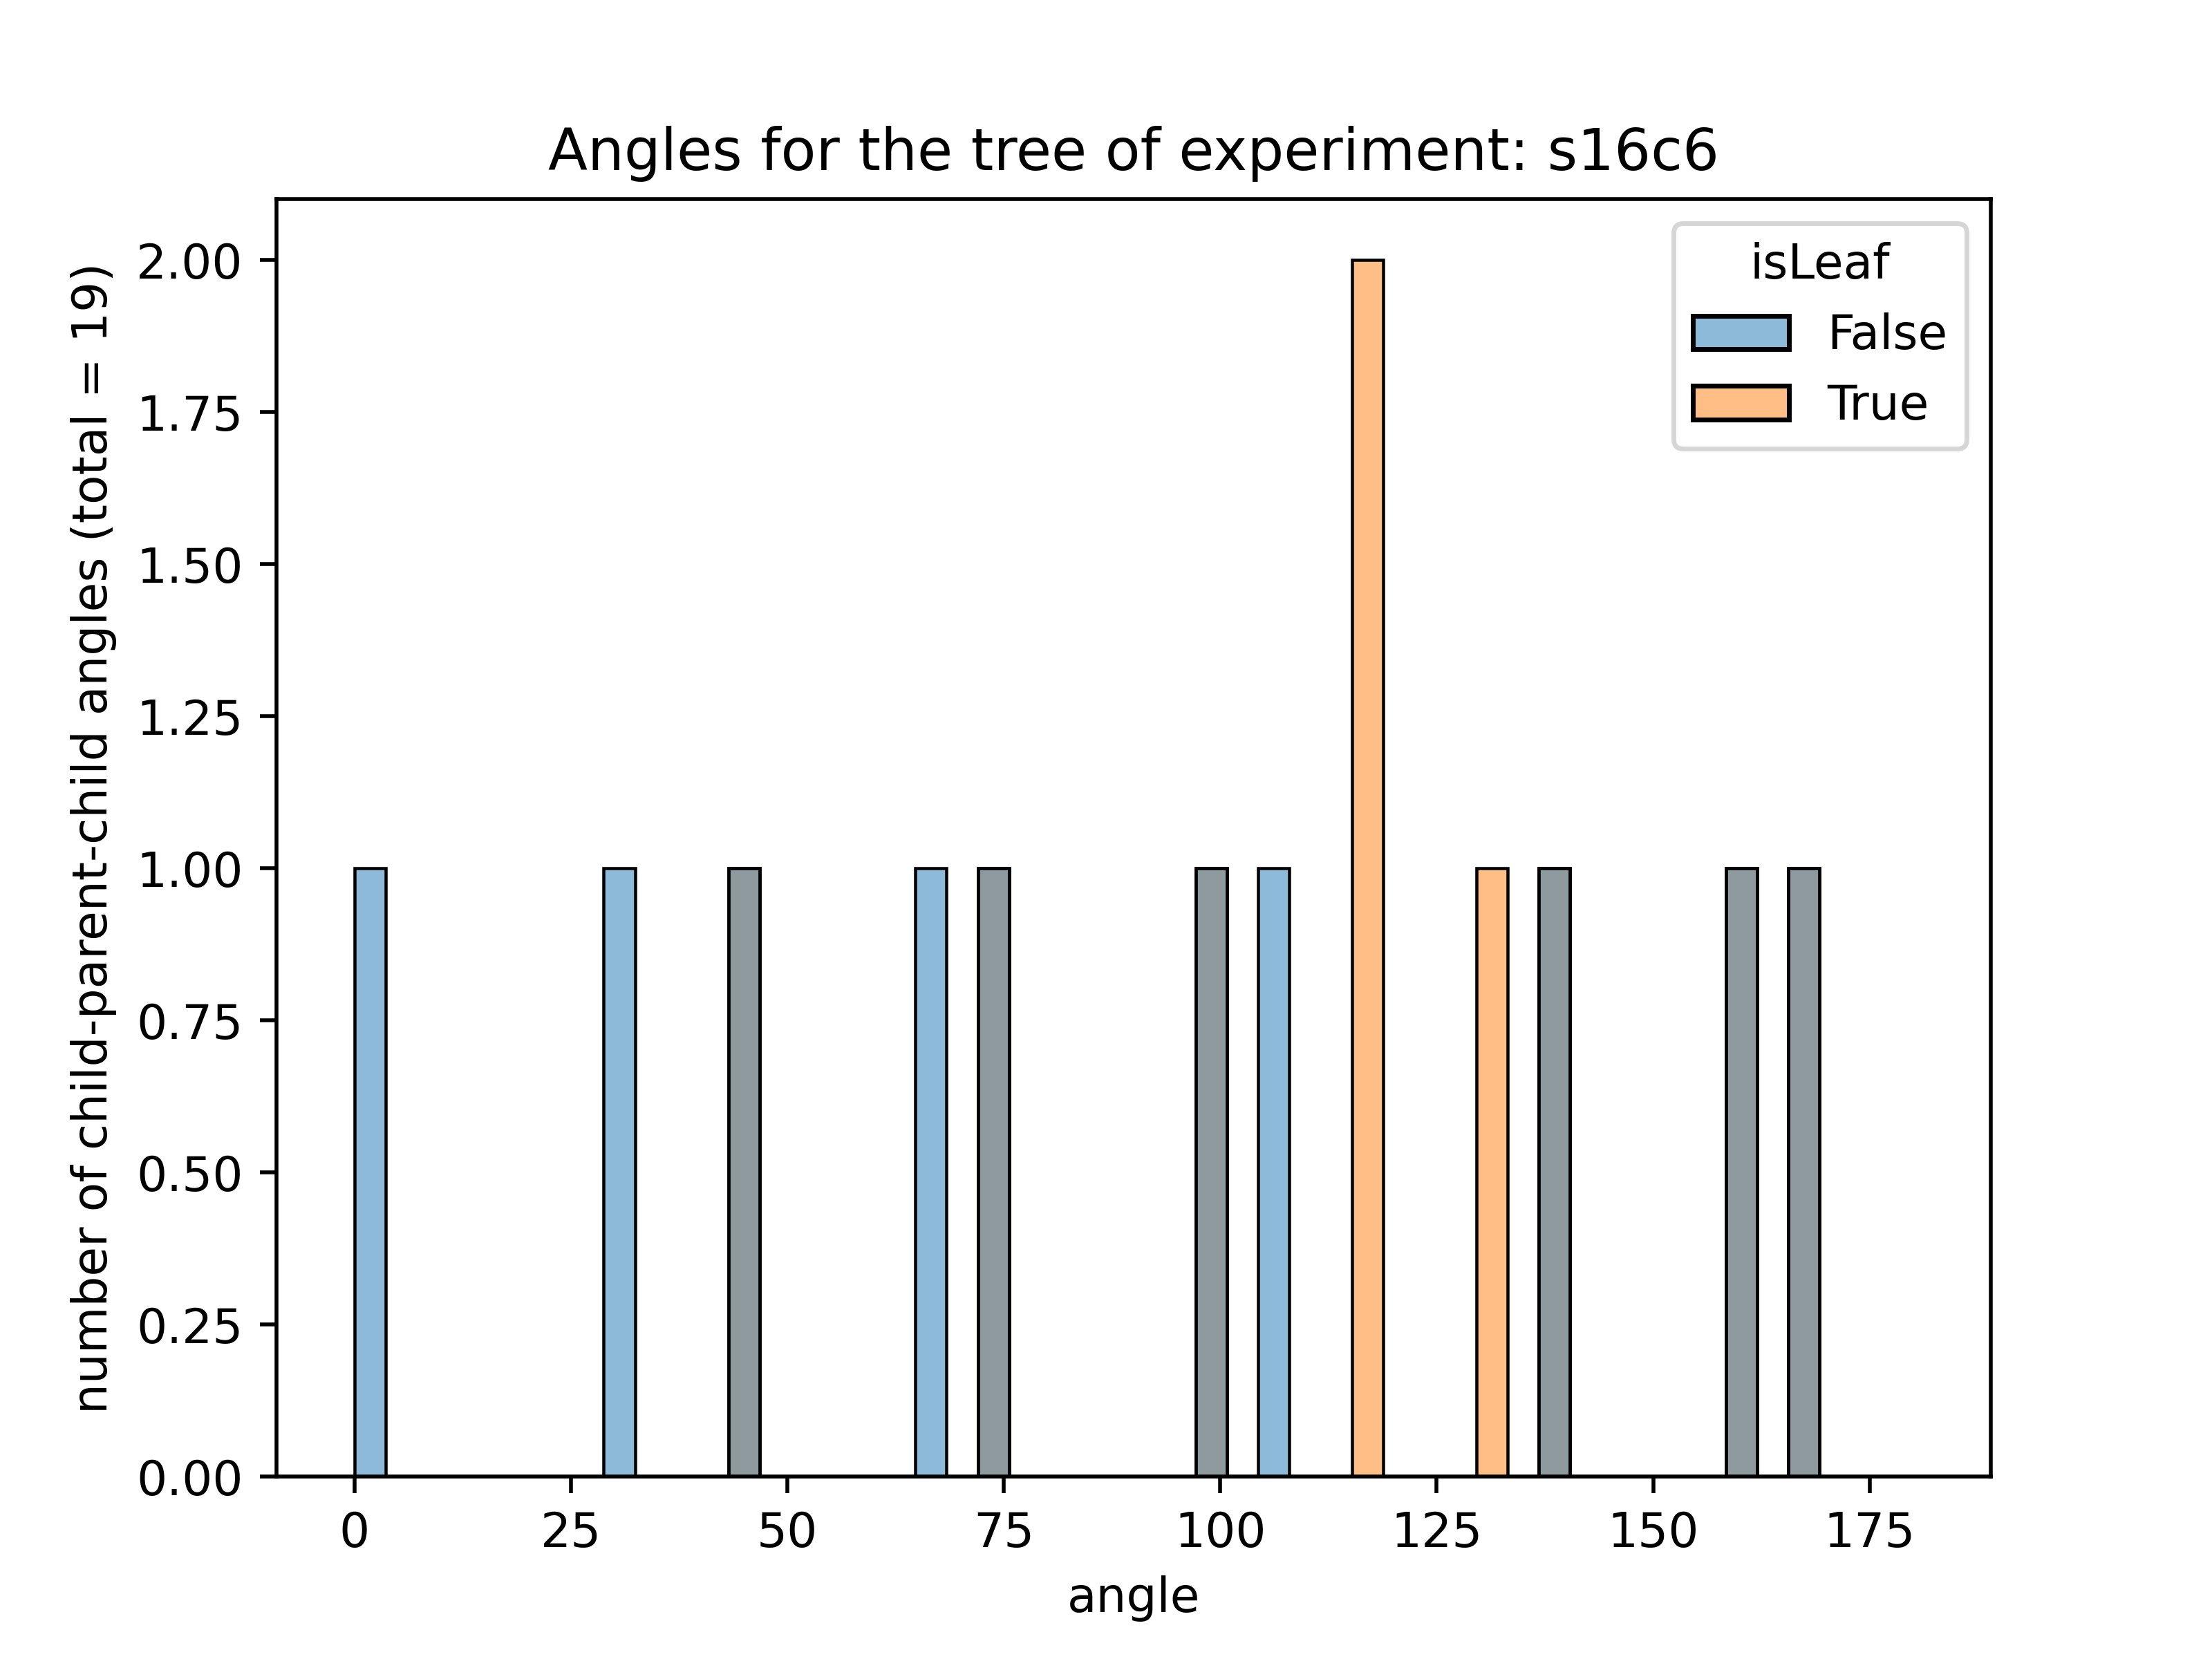 Angles for the tree of experiment: s16c6
number of child-parent-child angles (total = 19)
2.00
1.75
1.50
1.25
1.00
0.75
0.50
0.25
0.00
isLeaf
False
True
0 25 50 75 100 125 150 175
angle